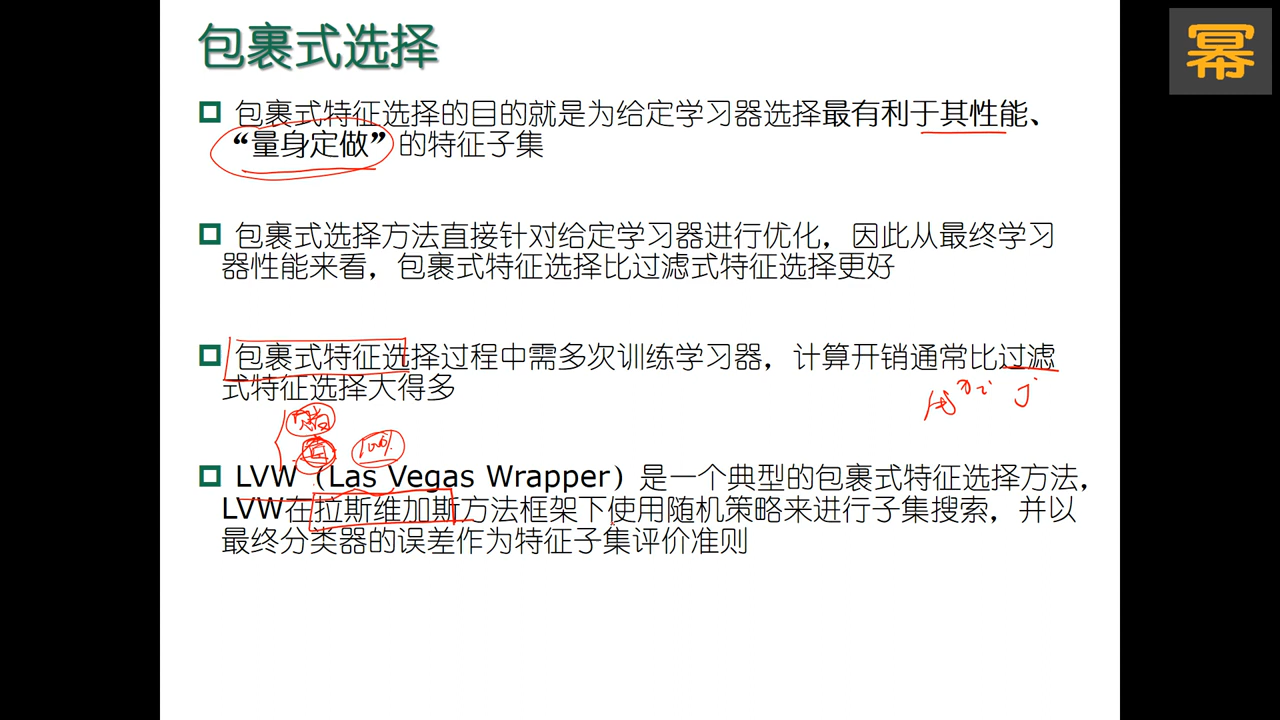 包裹式选择
幂
包裹式特征选择的目的就是为给定学习器选择最有利于其性能、
“量身定做”的特征子集
包裹式选择方法直接针对给定学习器进行优化，因此从最终学习
器性能来看，包裹式特征选择比过滤式特征选择更好
包裹式特征选择过程中需多次训练学习器，计算开销通常比过滤
式特征选择大得多
100%
LVW（Las Vegas Wrapper）是一个典型的包裹式特征选择方法，
LVW在拉斯维加斯方法框架下使用随机策略来进行子集搜索，并以
最终分类器的误差作为特征子集评价准则